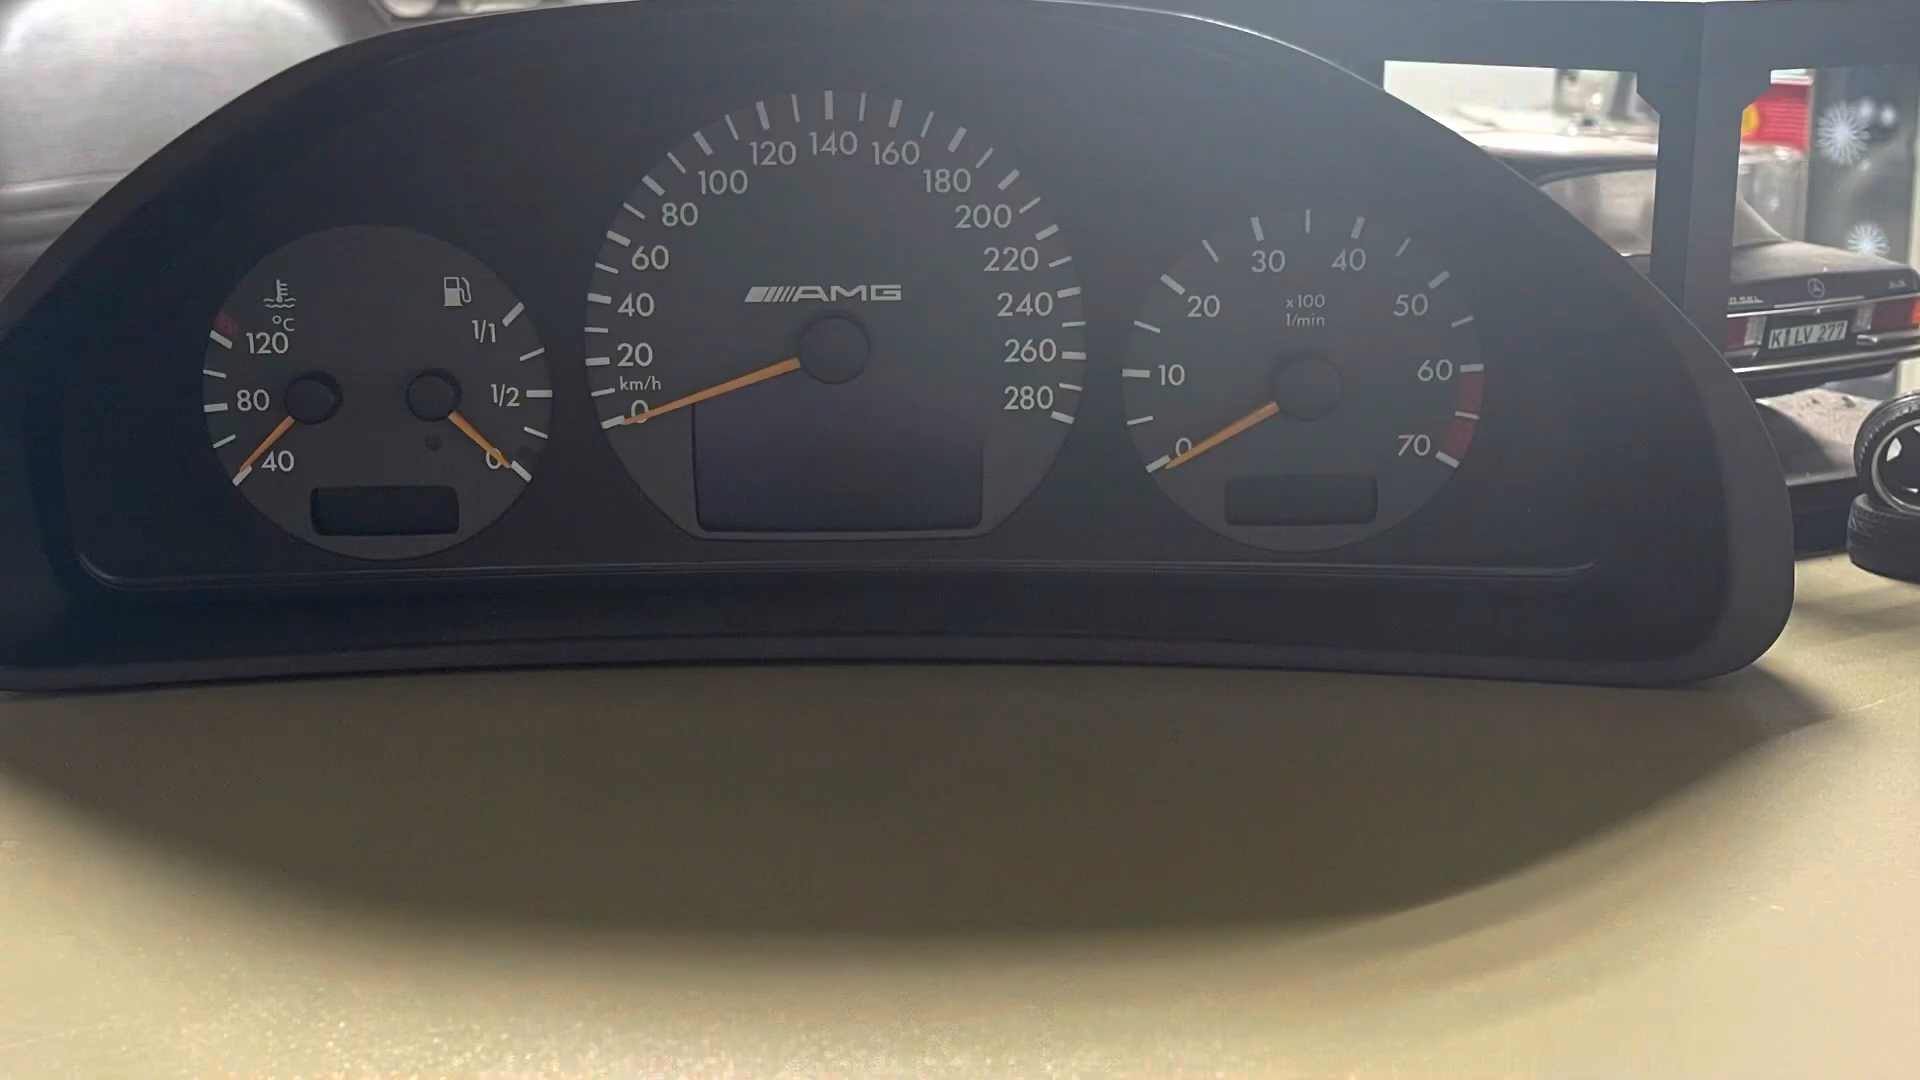 °C
120
80
40
1/1
1/2
0
120 140 160
100 180
80 200
60 220
40 240
20 260
km/h
0 280
AMG
30 40
20 50
x100
1/min
10 60
0 70
K LV 277